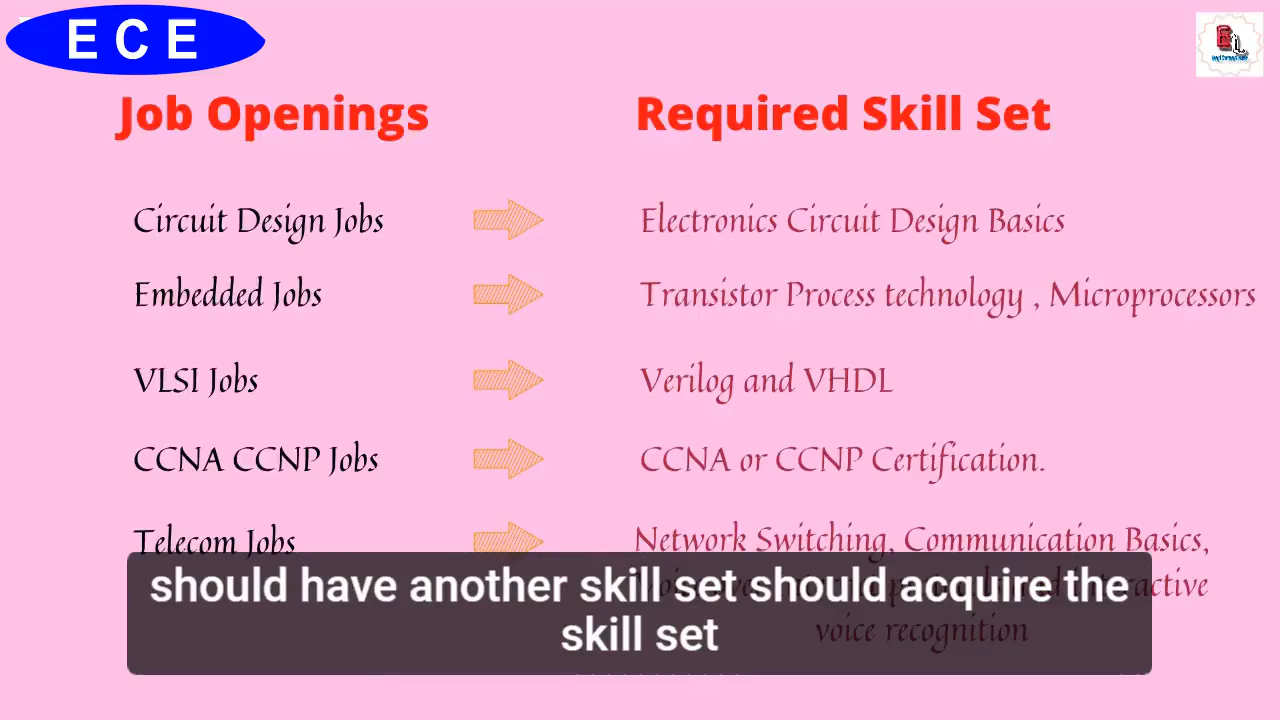 E C E
Job Openings
Required Skill Set
Circuit Design Jobs
Electronics Circuit Design Basics
Embedded Jobs
Transistor Process technology , Microprocessors
VLSI Jobs
Verilog and VHDL
CCNA CCNP Jobs
CCNA or CCNP Certification.
Telecom Jobs
Network Switching, Communication Basics,
voice recognition
should have another skill set should acquire the
skill set